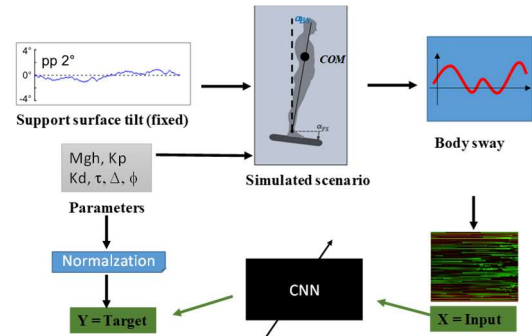 4°
pp 2°
0°
-4°
Support surface tilt (fixed)
COM
Simulated scenario
Body sway
Mgh, Kp
Kd, τ, Δ, ϕ
Parameters
Normalzation
Y = Target
CNN
X = Input